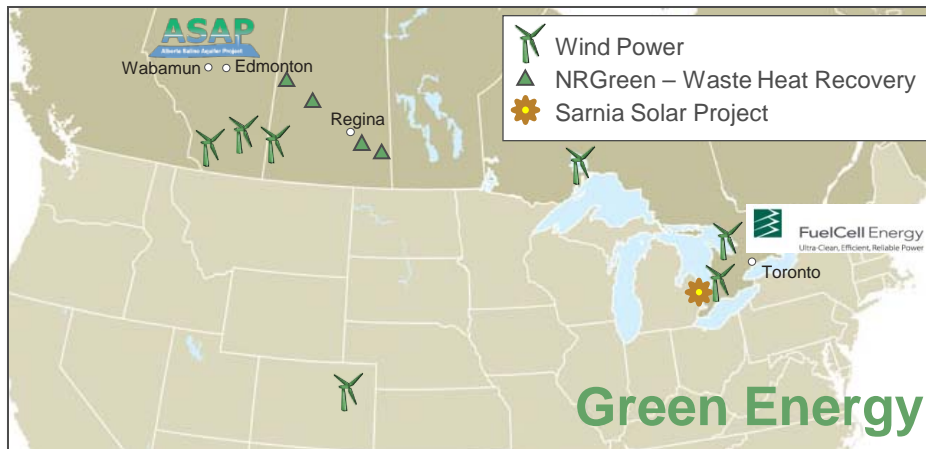 ASAP
Alberta Saline Aquifer Project
Wabamun
Edmonton
Regina
Wind Power
NRGreen – Waste Heat Recovery
Sarnia Solar Project
FuelCell Energy
Ultra-Clean, Efficient, Reliable Power
Toronto
Green Energy